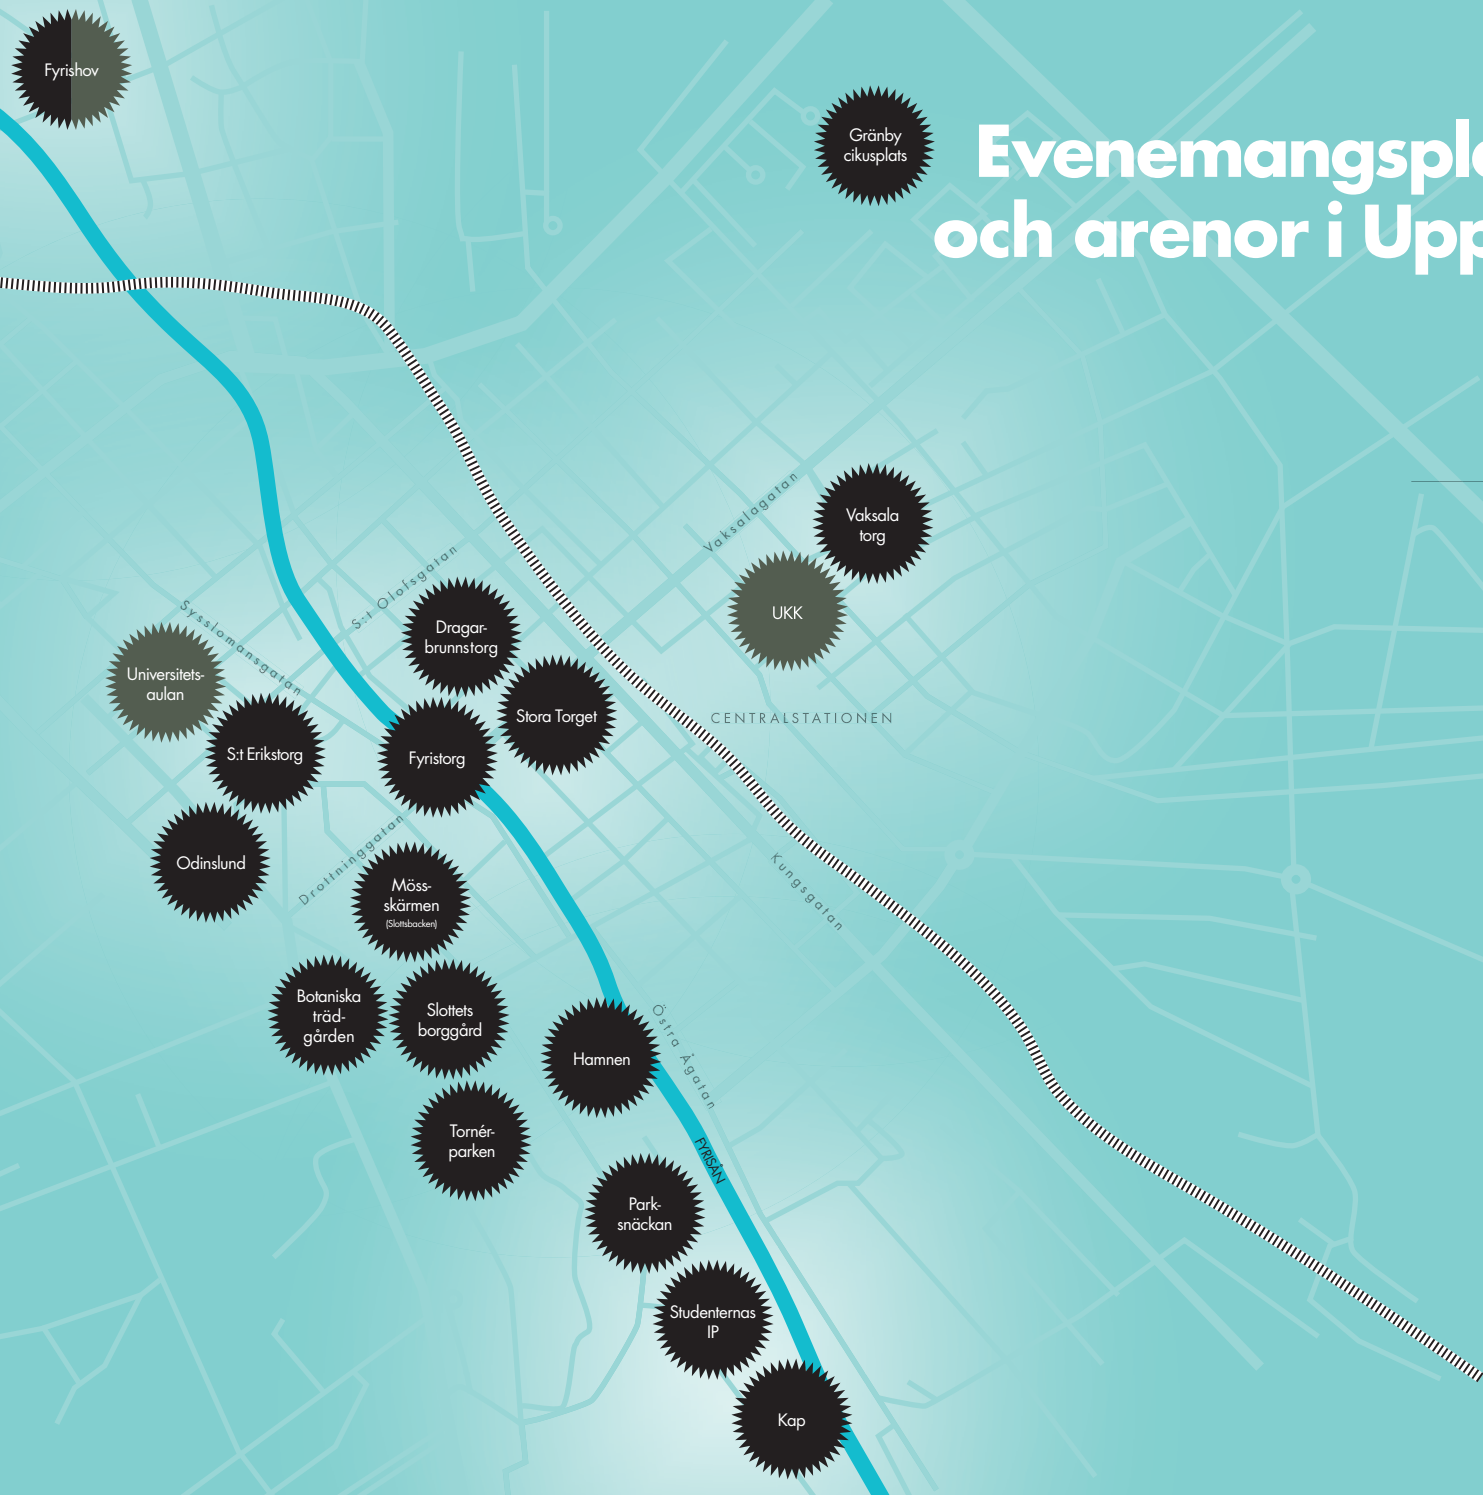 Fyrishov
Gränby
cikusplats
Evenemangspla
och arenor i Upp
Vaksalagatan
Vaksala
torg
UKK
S:t Olofsgatan
Sysslomansgatan
Dragar-
brunnstorg
Universitets-
aulan
Stora Torget
CENTRALSTATIONEN
S:t Erikstorg
Fyristorg
Odinslund
Drottninggatan
Kungsgatan
Möss-
skärmen
(Slottsbacken)
Botaniska
träd-
gården
Slottets
borggård
Hamnen
Östra Ågatan
Tornér-
parken
FYRISÅN
Park-
snäckan
Studenternas
IP
Kap